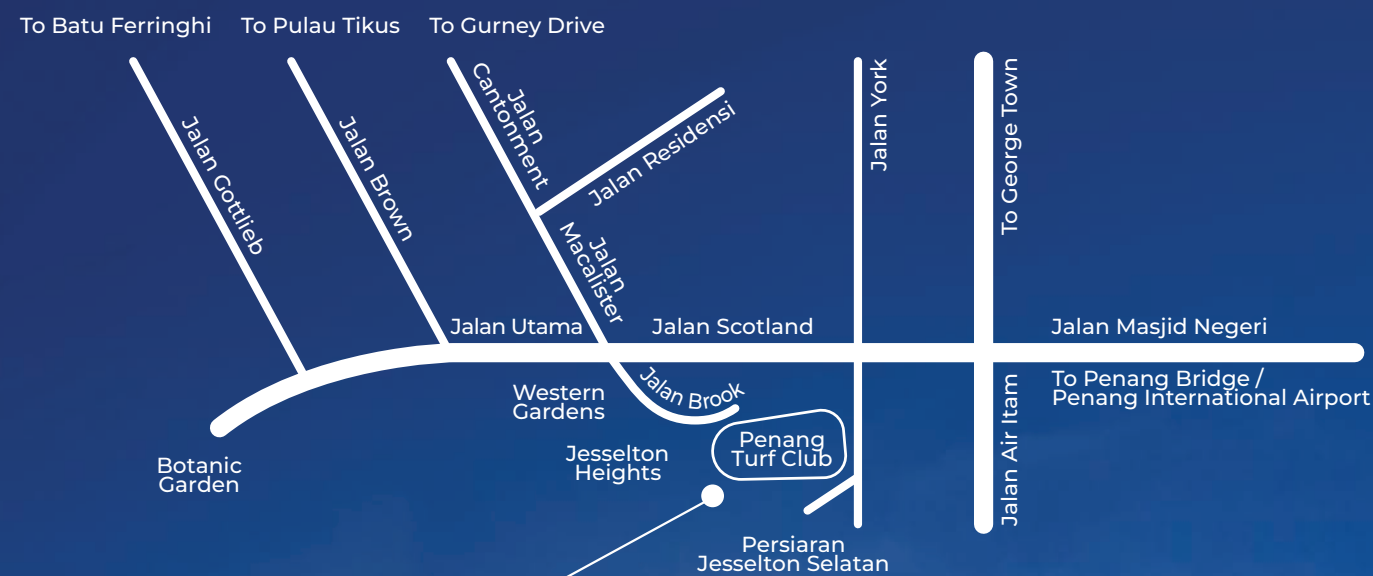 To Batu Ferringhi
To Pulau Tikus
To Gurney Drive
Jalan Gottlieb
Jalan Brown
Jalan
Cantonment
Jalan Residensi
Jalan York
To George Town
Jalan
Macalister
Jalan Utama
Jalan Scotland
Jalan Masjid Negeri
To Penang Bridge /
Penang International Airport
Jalan Brook
Western
Gardens
Jalan Air Itam
Penang
Turf Club
Jesselton
Heights
Botanic
Garden
Persiaran
Jesselton Selatan